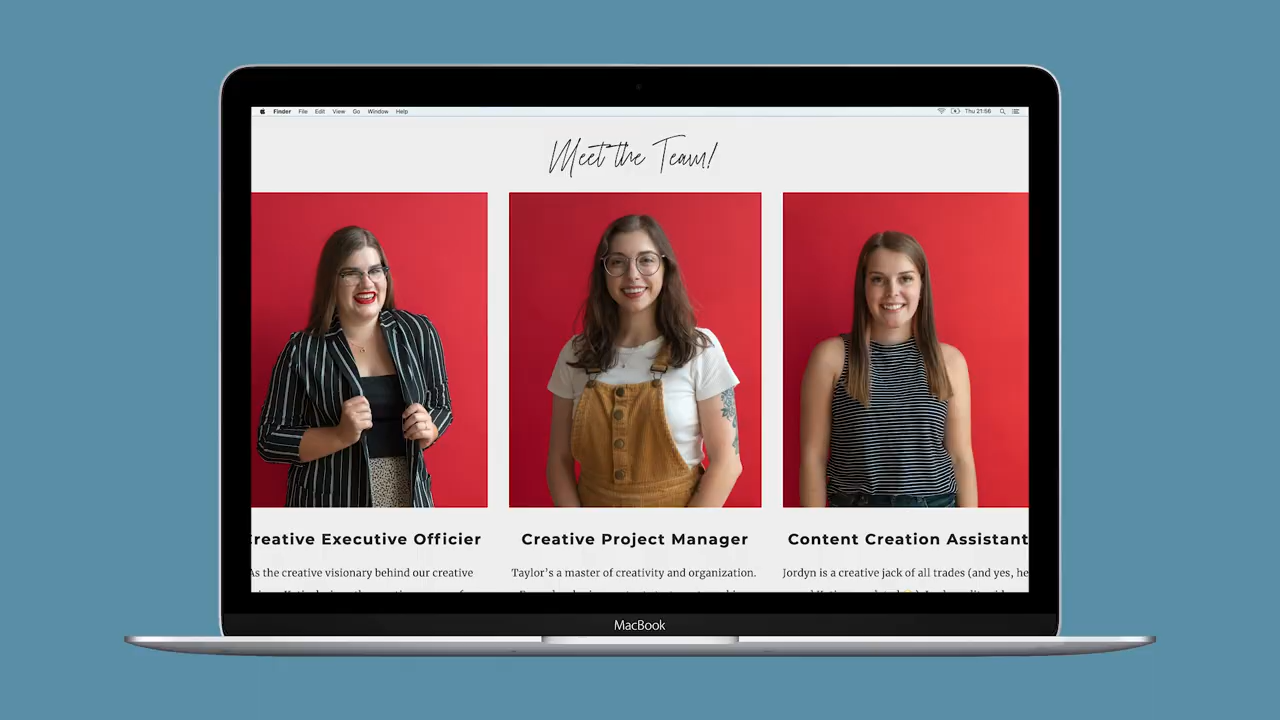 Finder File Edit View Go Window Help
Thu 21:56
Meet the Team!
Creative Executive Officier
Creative Project Manager
Content Creation Assistant
As the creative visionary behind our creative
Taylor's a master of creativity and organization.
Jordyn is a creative jack of all trades (and yes, he
MacBook